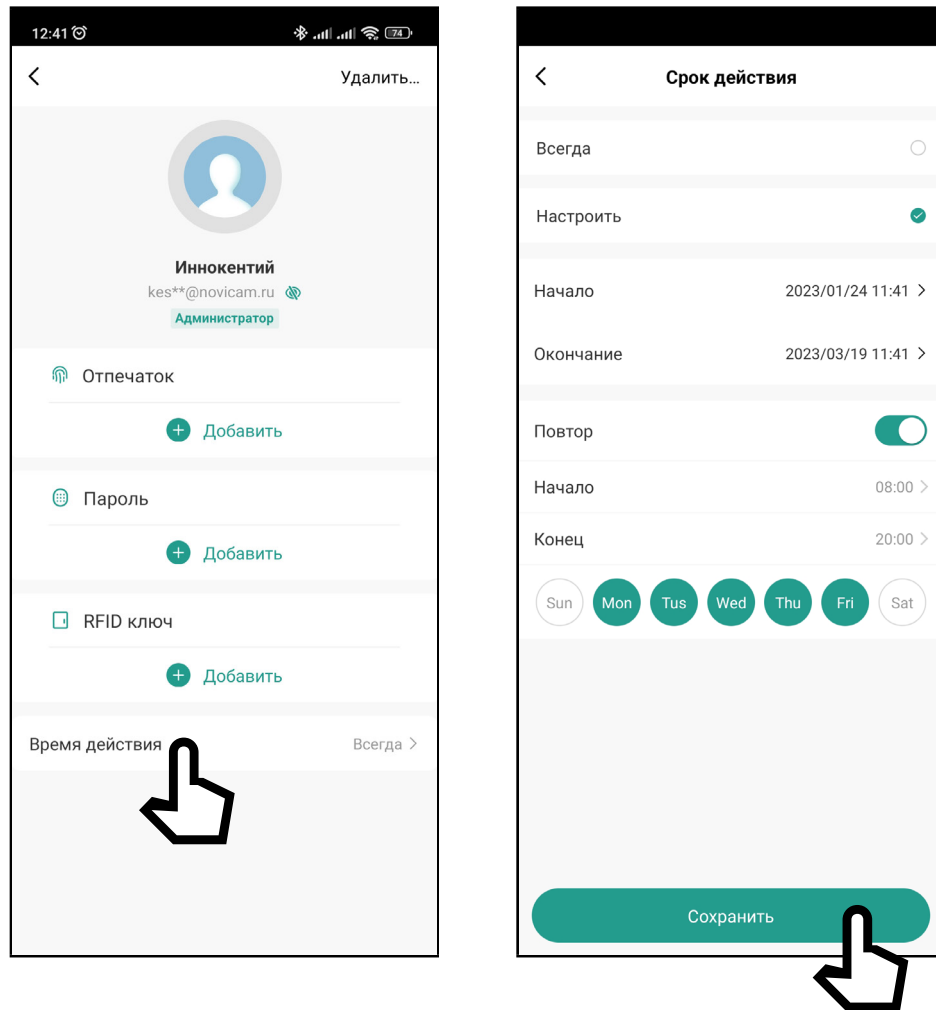 12:41
74
Удалить...
Иннокентий
kes**@novicam.ru
Администратор
Отпечаток
Добавить
Пароль
Добавить
RFID ключ
Добавить
Время действия Всегда
Срок действия
Всегда
Настроить
Начало 2023/01/24 11:41
Окончание 2023/03/19 11:41
Повтор
Начало 08:00
Конец 20:00
Sun Mon Tus Wed Thu Fri Sat
Сохранить